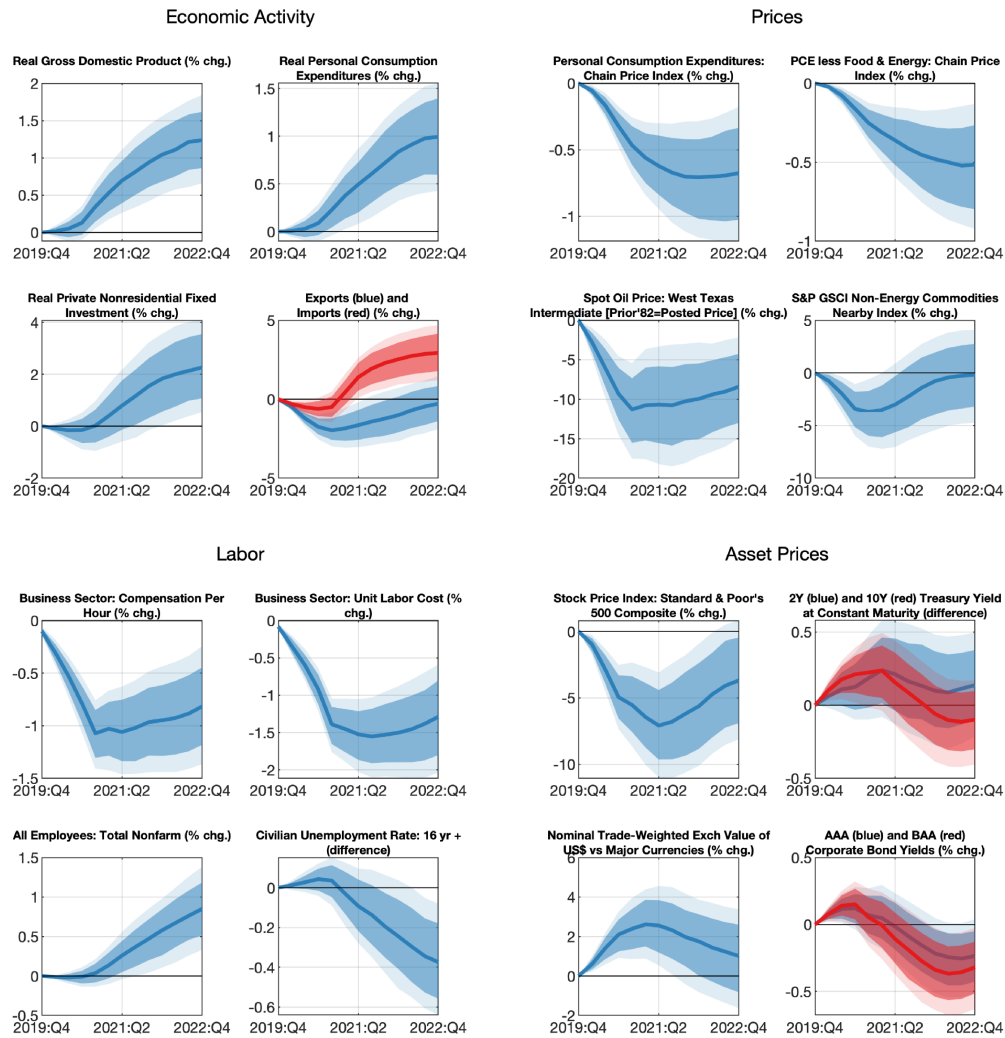 Economic Activity
Real Gross Domestic Product (% chg.)
2
1.5
1
0.5
0
2019:Q4 2021:Q2 2022:Q4
Real Personal Consumption
Expenditures (% chg.)
1.5
1
0.5
0
2019:Q4 2021:Q2 2022:Q4
Real Private Nonresidential Fixed
Investment (% chg.)
4
2
0
-2
2019:Q4 2021:Q2 2022:Q4
Exports (blue) and
Imports (red) (% chg.)
5
0
-5
2019:Q4 2021:Q2 2022:Q4
Prices
Personal Consumption Expenditures:
Chain Price Index (% chg.)
0
-0.5
-1
2019:Q4 2021:Q2 2022:Q4
PCE less Food & Energy: Chain Price
Index (% chg.)
0
-0.5
-1
2019:Q4 2021:Q2 2022:Q4
Spot Oil Price: West Texas
Intermediate [Prior'82=Posted Price] (% chg.)
0
-5
-10
-15
-20
2019:Q4 2021:Q2 2022:Q4
S&P GSCI Non-Energy Commodities
Nearby Index (% chg.)
5
0
-5
-10
2019:Q4 2021:Q2 2022:Q4
Labor
Business Sector: Compensation Per
Hour (% chg.)
0
-0.5
-1
-1.5
2019:Q4 2021:Q2 2022:Q4
Business Sector: Unit Labor Cost (%
chg.)
0
-0.5
-1
-1.5
-2
2019:Q4 2021:Q2 2022:Q4
All Employees: Total Nonfarm (% chg.)
1.5
1
0.5
0
-0.5
2019:Q4 2021:Q2 2022:Q4
Civilian Unemployment Rate: 16 yr +
(difference)
0
-0.2
-0.4
-0.6
2019:Q4 2021:Q2 2022:Q4
Asset Prices
Stock Price Index: Standard & Poor's
500 Composite (% chg.)
0
-5
-10
2019:Q4 2021:Q2 2022:Q4
2Y (blue) and 10Y (red) Treasury Yield
at Constant Maturity (difference)
0.5
0
-0.5
2019:Q4 2021:Q2 2022:Q4
Nominal Trade-Weighted Exch Value of
US$ vs Major Currencies (% chg.)
6
4
2
0
-2
2019:Q4 2021:Q2 2022:Q4
AAA (blue) and BAA (red)
Corporate Bond Yields (% chg.)
0.5
0
-0.5
2019:Q4 2021:Q2 2022:Q4